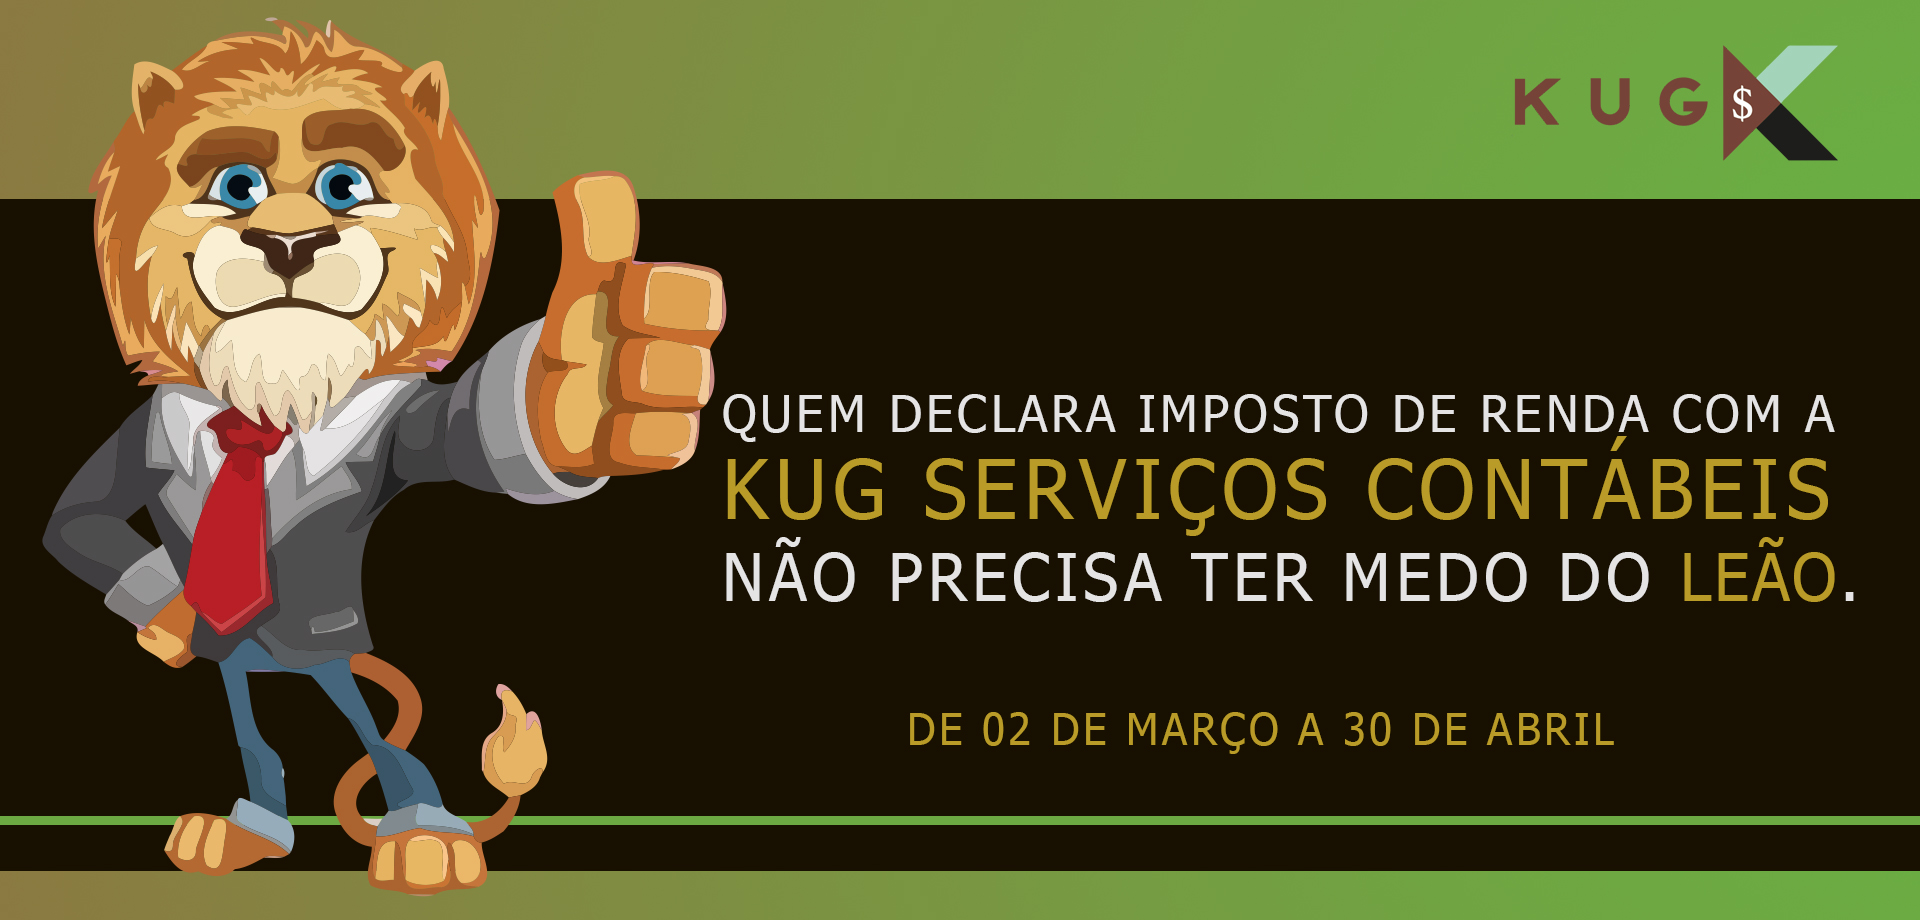 KUG $
QUEM DECLARA IMPOSTO DE RENDA COM A
KUG SERVIÇOS CONTÁBEIS
NÃO PRECISA TER MEDO DO LEÃO.
DE 02 DE MARÇO A 30 DE ABRIL